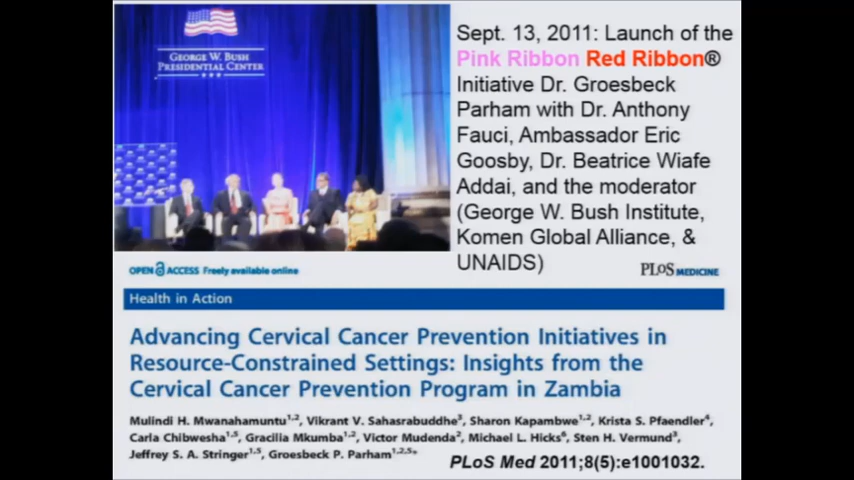 GEORGE W. BUSH
PRESIDENTIAL CENTER
Sept. 13, 2011: Launch of the
Pink Ribbon Red Ribbon®
Initiative Dr. Groesbeck
Parham with Dr. Anthony
Fauci, Ambassador Eric
Goosby, Dr. Beatrice Wiafe
Addai, and the moderator
(George W. Bush Institute,
Komen Global Alliance, &
UNAIDS)
OPEN ACCESS Freely available online
PLoS MEDICINE
Health in Action
Advancing Cervical Cancer Prevention Initiatives in
Resource-Constrained Settings: Insights from the
Cervical Cancer Prevention Program in Zambia
Mulindi H. Mwanahamuntu1,2, Vikrant V. Sahasrabuddhe3, Sharon Kapambwe1,2, Krista S. Pfaendler4,
Carla Chibwesha1,5, Gracilia Mkumba1,2, Victor Mudenda2, Michael L. Hicks6, Sten H. Vermund3,
Jeffrey S. A. Stringer1,5, Groesbeck P. Parham1,2,5*
PLoS Med 2011;8(5):e1001032.